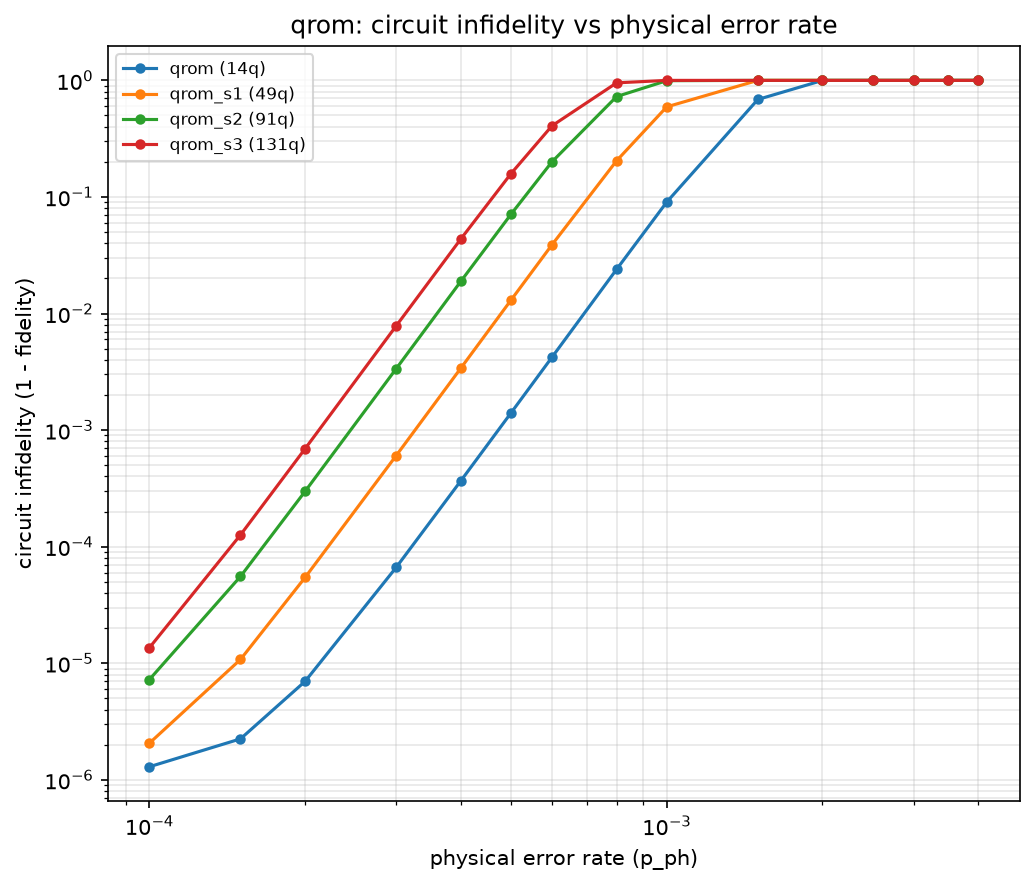 qrom: circuit infidelity vs physical error rate
qrom (14q)
qrom_s1 (49q)
qrom_s2 (91q)
qrom_s3 (131q)
circuit infidelity (1 - fidelity)
10⁰
10⁻¹
10⁻²
10⁻³
10⁻⁴
10⁻⁵
10⁻⁶
10⁻⁴
10⁻³
physical error rate (p_ph)